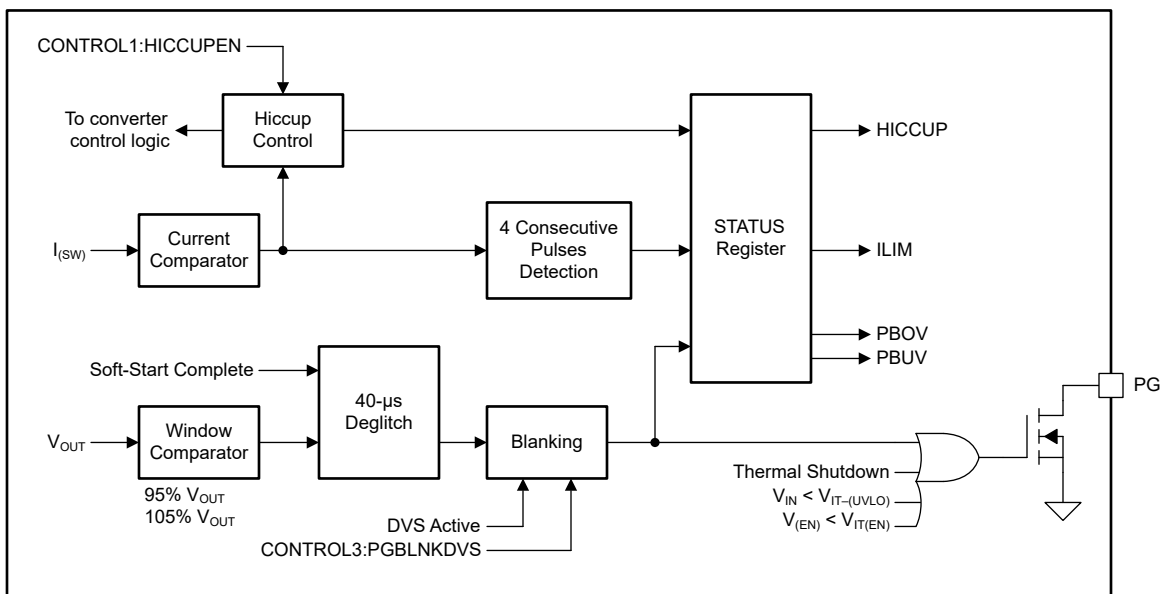 CONTROL1:HICCUPEN
To converter
control logic
Hiccup
Control
HICCUP
I(SW)
Current
Comparator
4 Consecutive
Pulses
Detection
STATUS
Register
ILIM
PBOV
PBUV
Soft-Start Complete
40-µs
Deglitch
VOUT
Window
Comparator
95% VOUT
105% VOUT
Blanking
DVS Active
CONTROL3:PGBLNKDVS
Thermal Shutdown
VIN < VIT–(UVLO)
V(EN) < VIT(EN)
PG